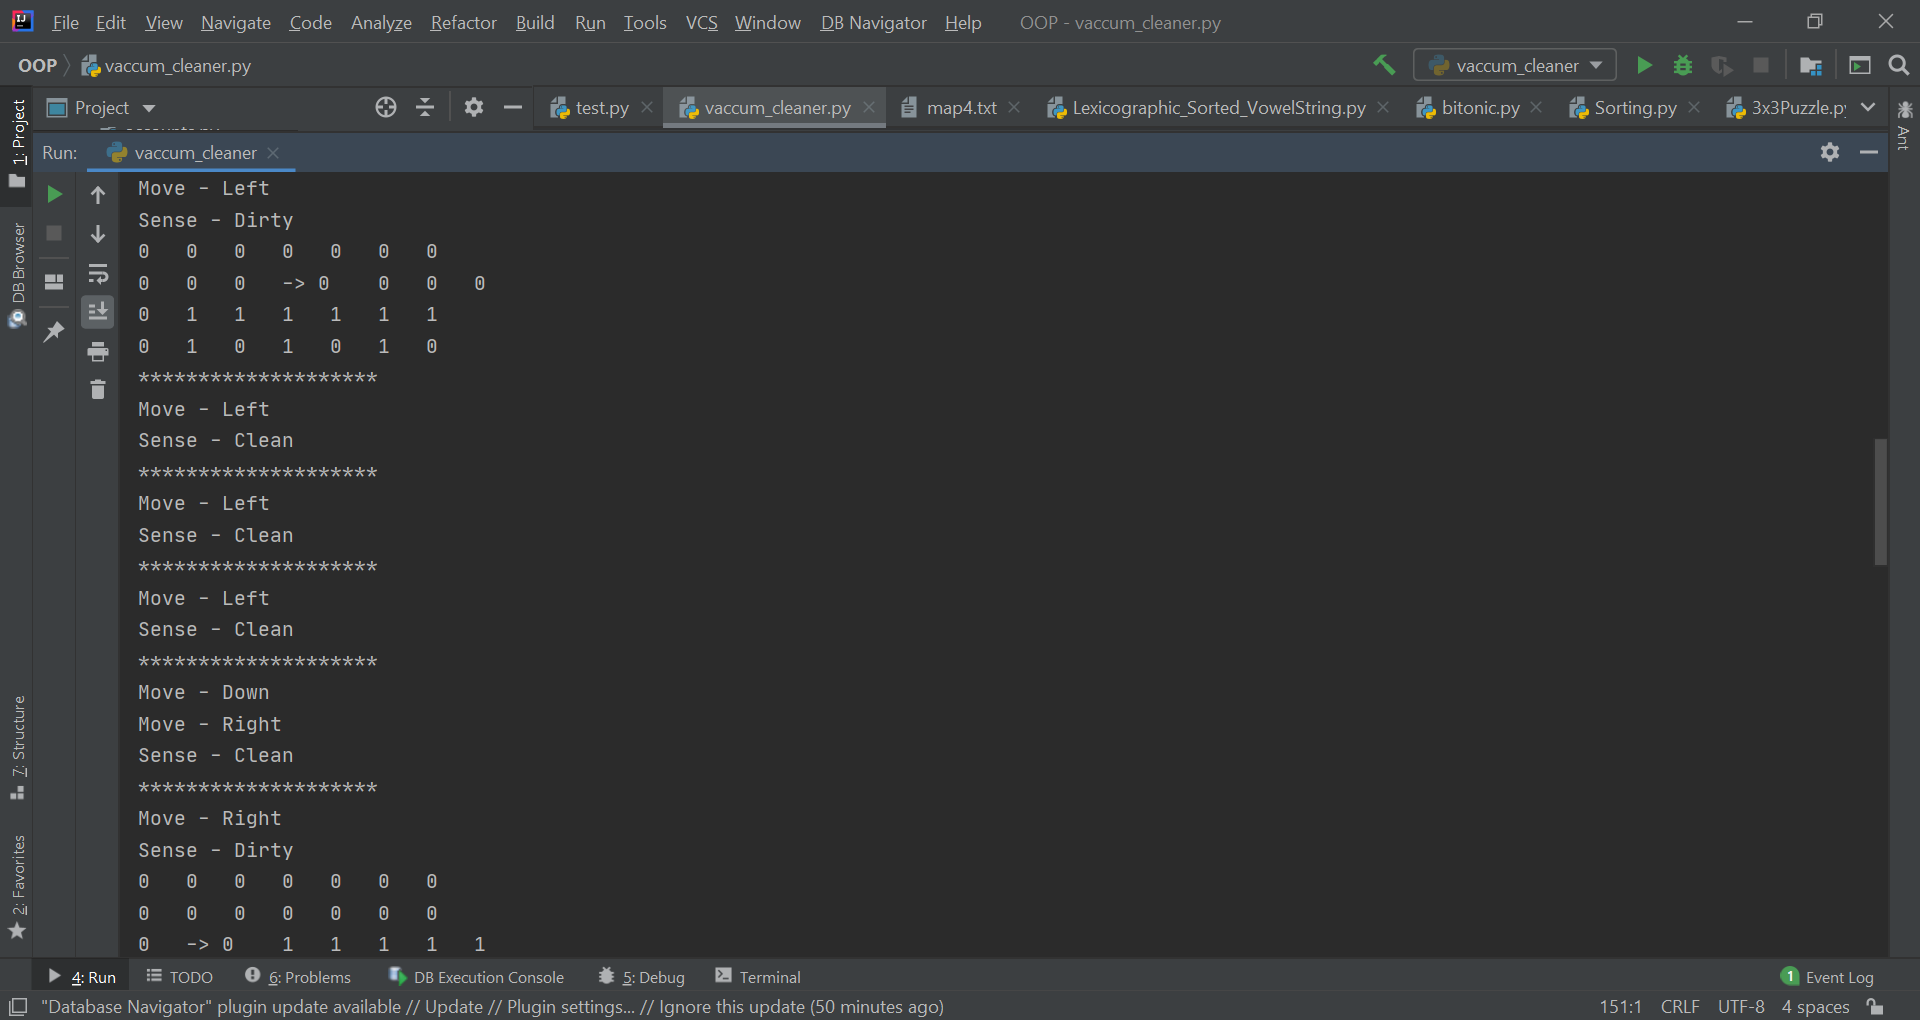 File Edit View Navigate Code Analyze Refactor Build Run Tools VCS Window DB Navigator Help OOP - vaccum_cleaner.py
OOP vaccum_cleaner.py vaccum_cleaner
1: Project
Project test.py vaccum_cleaner.py map4.txt Lexicographic_Sorted_VowelString.py bitonic.py Sorting.py 3x3Puzzle.py
Ant
Run: vaccum_cleaner
DB Browser
7: Structure
2: Favorites
Move - Left
Sense - Dirty
0 0 0 0 0 0 0
0 0 0 -> 0 0 0 0
0 1 1 1 1 1 1
0 1 0 1 0 1 0
********************
Move - Left
Sense - Clean
********************
Move - Left
Sense - Clean
********************
Move - Left
Sense - Clean
********************
Move - Down
Move - Right
Sense - Clean
********************
Move - Right
Sense - Dirty
0 0 0 0 0 0 0
0 0 0 0 0 0 0
0 -> 0 1 1 1 1 1
4: Run TODO 6: Problems DB Execution Console 5: Debug Terminal 1 Event Log
"Database Navigator" plugin update available // Update // Plugin settings... // Ignore this update (50 minutes ago) 151:1 CRLF UTF-8 4 spaces